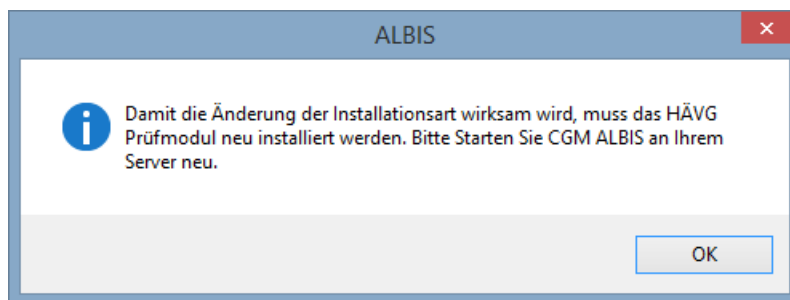 ALBIS
Damit die Änderung der Installationsart wirksam wird, muss das HÄVG
Prüfmodul neu installiert werden. Bitte Starten Sie CGM ALBIS an Ihrem
Server neu.
OK